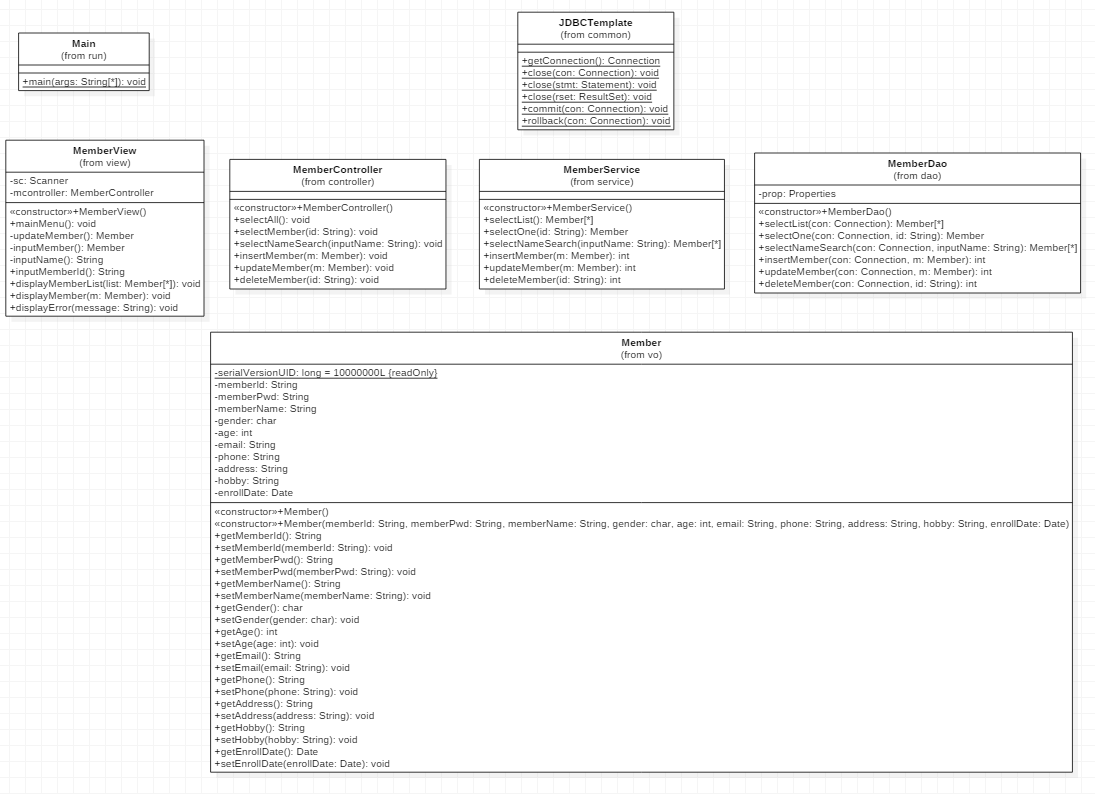 Main
(from run)
+main(args: String[*]): void
JDBCTemplate
(from common)
+getConnection(): Connection
+close(con: Connection): void
+close(stmt: Statement): void
+close(rset: ResultSet): void
+commit(con: Connection): void
+rollback(con: Connection): void
MemberView
(from view)
-sc: Scanner
-mcontroller: MemberController
«constructor»+MemberView()
+mainMenu(): void
-updateMember(): Member
-inputMember(): Member
-inputName(): String
+inputMemberId(): String
+displayMemberList(list: Member[*]): void
+displayMember(m: Member): void
+displayError(message: String): void
MemberController
(from controller)
«constructor»+MemberController()
+selectAll(): void
+selectMember(id: String): void
+selectNameSearch(inputName: String): void
+insertMember(m: Member): void
+updateMember(m: Member): void
+deleteMember(id: String): void
MemberService
(from service)
«constructor»+MemberService()
+selectList(): Member[*]
+selectOne(id: String): Member
+selectNameSearch(inputName: String): Member[*]
+insertMember(m: Member): int
+updateMember(m: Member): int
+deleteMember(id: String): int
MemberDao
(from dao)
-prop: Properties
«constructor»+MemberDao()
+selectList(con: Connection): Member[*]
+selectOne(con: Connection, id: String): Member
+selectNameSearch(con: Connection, inputName: String): Member[*]
+insertMember(con: Connection, m: Member): int
+updateMember(con: Connection, m: Member): int
+deleteMember(con: Connection, id: String): int
Member
(from vo)
-serialVersionUID: long = 10000000L {readOnly}
-memberId: String
-memberPwd: String
-memberName: String
-gender: char
-age: int
-email: String
-phone: String
-address: String
-hobby: String
-enrollDate: Date
«constructor»+Member()
«constructor»+Member(memberId: String, memberPwd: String, memberName: String, gender: char, age: int, email: String, phone: String, address: String, hobby: String, enrollDate: Date)
+getMemberId(): String
+setMemberId(memberId: String): void
+getMemberPwd(): String
+setMemberPwd(memberPwd: String): void
+getMemberName(): String
+setMemberName(memberName: String): void
+getGender(): char
+setGender(gender: char): void
+getAge(): int
+setAge(age: int): void
+getEmail(): String
+setEmail(email: String): void
+getPhone(): String
+setPhone(phone: String): void
+getAddress(): String
+setAddress(address: String): void
+getHobby(): String
+setHobby(hobby: String): void
+getEnrollDate(): Date
+setEnrollDate(enrollDate: Date): void